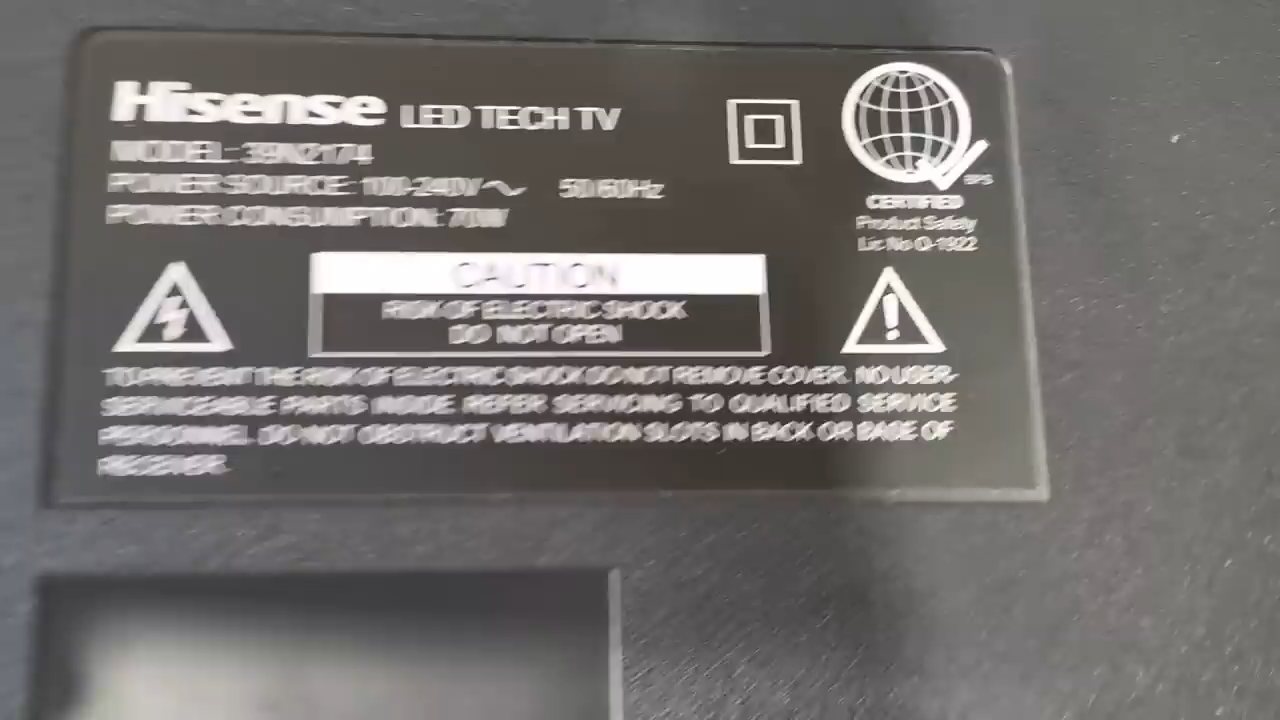 Hisense LED TECH TV
MODEL: 39N2174
POWER SOURCE: 100-240V ~ 50/60Hz
POWER CONSUMPTION: 70W
CERTIFIED
Product Safety
Lic No Q-1922
CAUTION
RISK OF ELECTRIC SHOCK
DO NOT OPEN
TO PREVENT THE RISK OF ELECTRIC SHOCK DO NOT REMOVE COVER. NO USER-
SERVICEABLE PARTS INSIDE. REFER SERVICING TO QUALIFIED SERVICE
PERSONNEL. DO NOT OBSTRUCT VENTILATION SLOTS IN BACK OR BASE OF
RECEIVER.